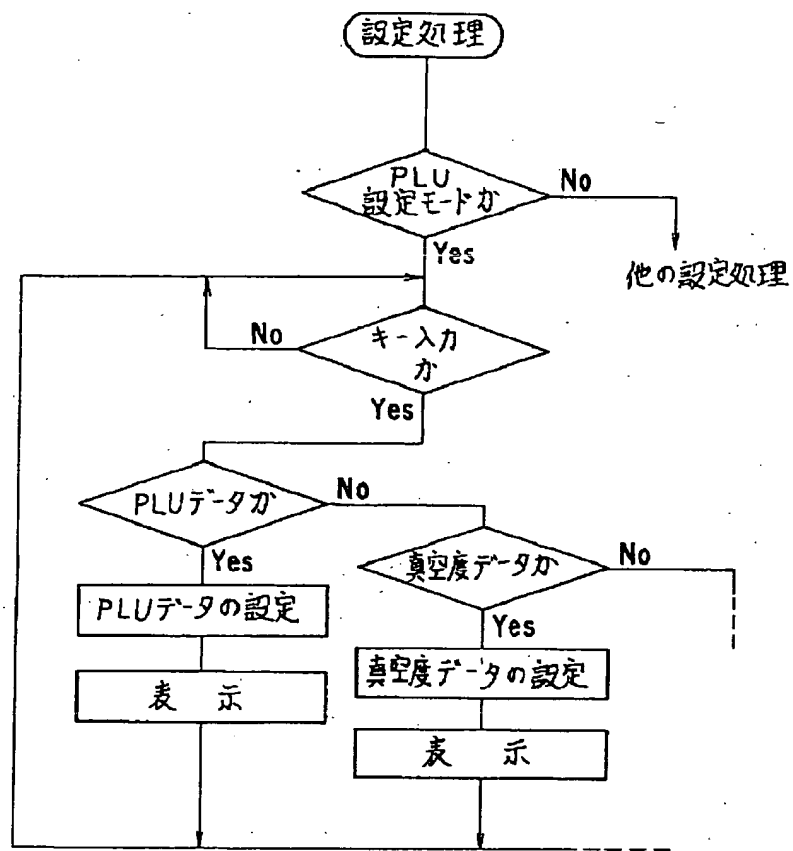 設定処理
PLU
設定モードか
No
Yes
他の設定処理
キー入力
か
No
Yes
PLUデータか
No
Yes
真空度データか
No
Yes
PLUデータの設定
真空度データの設定
表 示
表 示